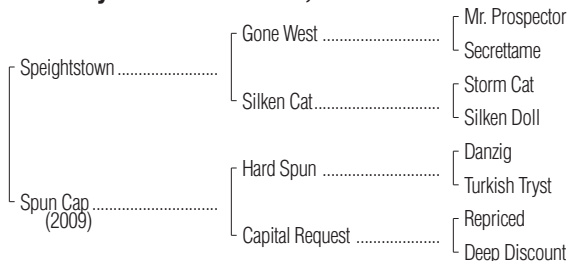 Mr. Prospector
Gone West ................................
Secrettame
Speightstown ...........................
Storm Cat
Silken Cat...................................
Silken Doll
Danzig
Hard Spun ................................
Turkish Tryst
Spun Cap ..................................
(2009)
Repriced
Capital Request .......................
Deep Discount